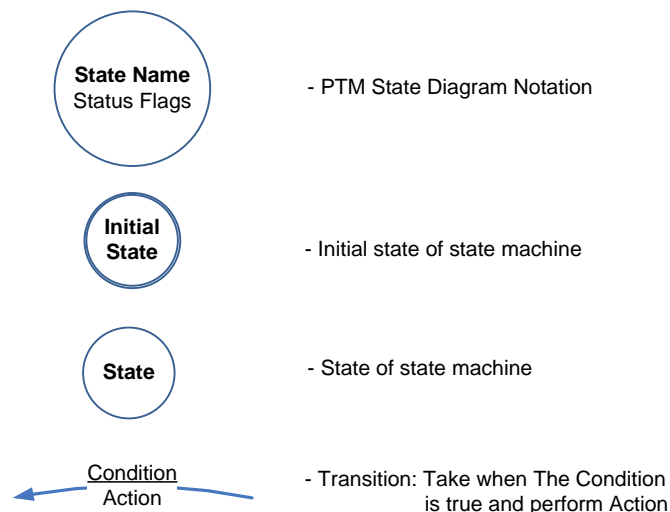 State Name
Status Flags
- PTM State Diagram Notation
Initial
State
- Initial state of state machine
State
- State of state machine
Condition
Action
- Transition: Take when The Condition
is true and perform Action